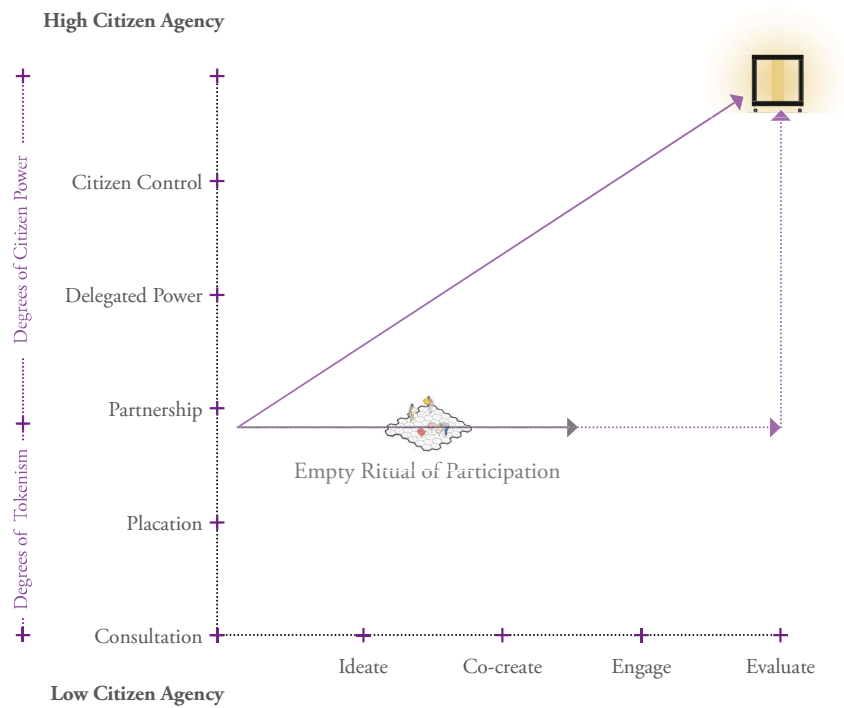 High Citizen Agency
Degrees of Citizen Power
Degrees of Tokenism
Citizen Control
Delegated Power
Partnership
Empty Ritual of Participation
Placation
Consultation
Ideate
Co-create
Engage
Evaluate
Low Citizen Agency